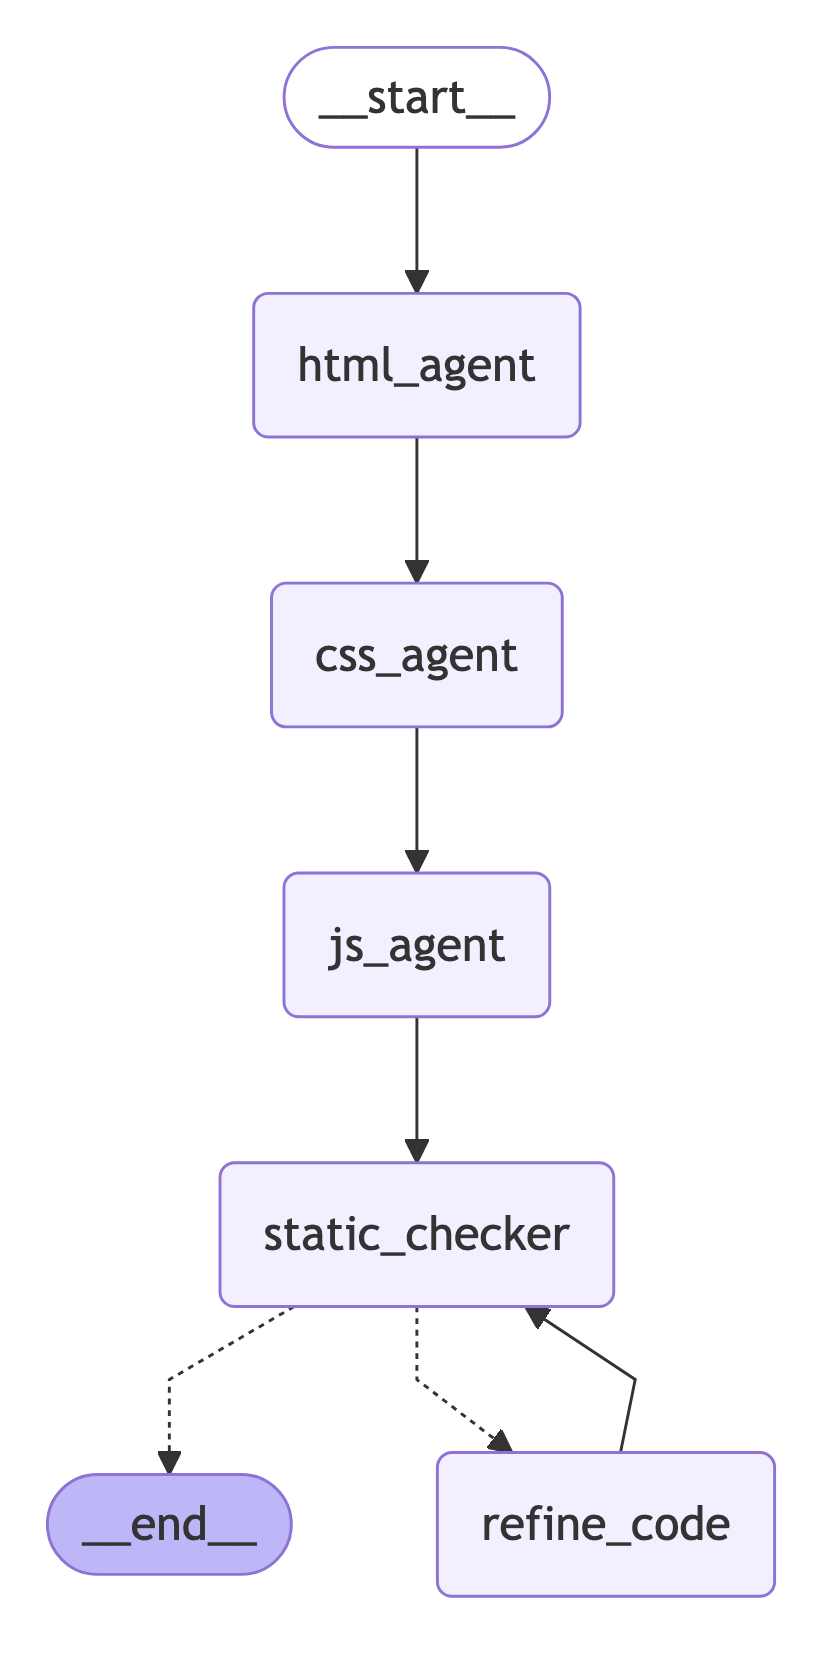 __start__
html_agent
css_agent
js_agent
static_checker
__end__
refine_code